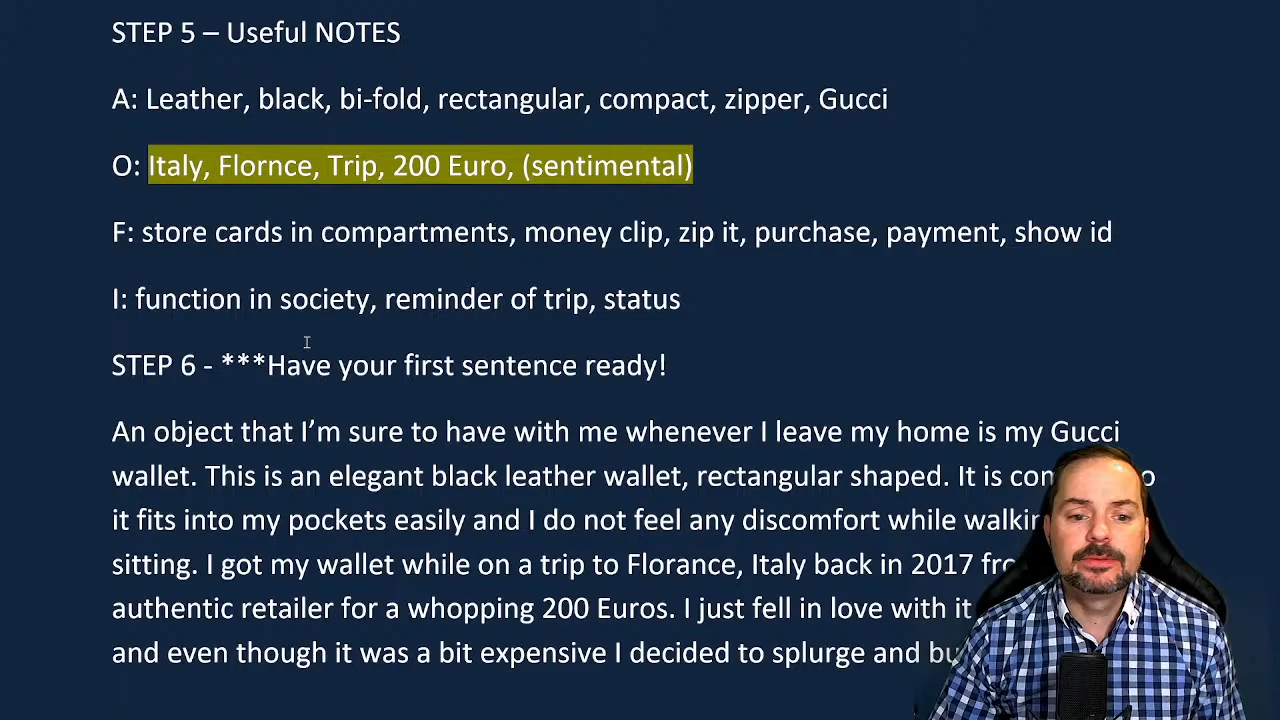 STEP 5 – Useful NOTES
A: Leather, black, bi-fold, rectangular, compact, zipper, Gucci
O: Italy, Flornce, Trip, 200 Euro, (sentimental)
F: store cards in compartments, money clip, zip it, purchase, payment, show id
I: function in society, reminder of trip, status
STEP 6 - ***Have your first sentence ready!
An object that I’m sure to have with me whenever I leave my home is my Gucci
wallet. This is an elegant black leather wallet, rectangular shaped. It is
it fits into my pockets easily and I do not feel any discomfort while
sitting. I got my wallet while on a trip to Florance, Italy back in 2017
authentic retailer for a whopping 200 Euros. I just fell in love with it
and even though it was a bit expensive I decided to splurge and